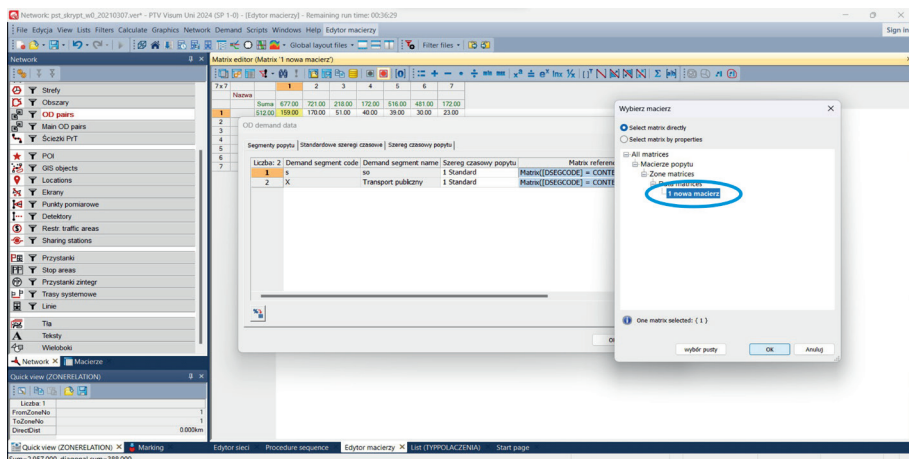 Network: pst_skrypt_w0_20210307.ver* - PTV Visum Uni 2024 (SP 1-0) - [Edytor macierzy] - Remaining run time: 00:36:29
File Edycja View Lists Filters Calculate Graphics Network Demand Scripts Windows Help Edytor macierzy
Sign in
Global layout files
Filter files
Network
Matrix editor (Matrix '1 nowa macierz')
Strefy
Obszary
OD pairs
Main OD pairs
Ścieżki PrT
POI
GIS objects
Locations
Ekrany
Punkty pomiarowe
Detektory
Restr. traffic areas
Sharing stations
Przystanki
Stop areas
Przystanki zintegr
Trasy systemowe
Linie
Tła
Teksty
Wieloboki
Network Macierze
Quick view (ZONERELATION)
Liczba: 1
FromZoneNo 1
ToZoneNo 1
DirectDist 0.000km
Quick view (ZONERELATION) Marking
7 x 7 1 2 3 4 5 6 7
Nazwa
Suma 677.00 721.00 218.00 172.00 516.00 481.00 172.00
1 512.00 159.00 170.00 51.00 40.00 39.00 30.00 23.00
2
3
4
5
6
7
OD demand data
Segmenty popytu Standardowe szeregi czasowe Szereg czasowy popytu
Liczba: 2 Demand segment code Demand segment name Szereg czasowy popytu Matrix referenc
1 s so 1 Standard Matrix([DSEGCODE] = CONTE
2 X Transport publiczny 1 Standard Matrix([DSEGCODE] = CONTE
Wybierz macierz
Select matrix directly
Select matrix by properties
All matrices
Macierze popytu
Zone matrices
Data matrices
1 nowa macierz
One matrix selected: { 1 }
wybór pusty OK Anuluj
Edytor sieci Procedure sequence Edytor macierzy List (TYPPOLACZENIA) Start page